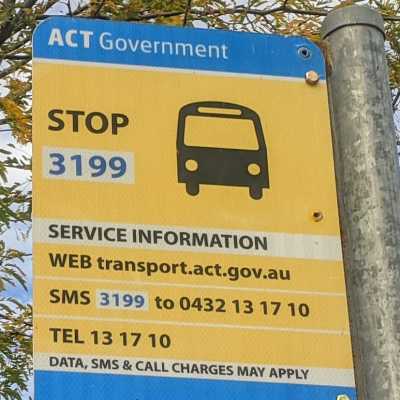 ACT Government
STOP
3199
SERVICE INFORMATION
WEB transport.act.gov.au
SMS 3199 to 0432 13 17 10
TEL 13 17 10
DATA, SMS & CALL CHARGES MAY APPLY